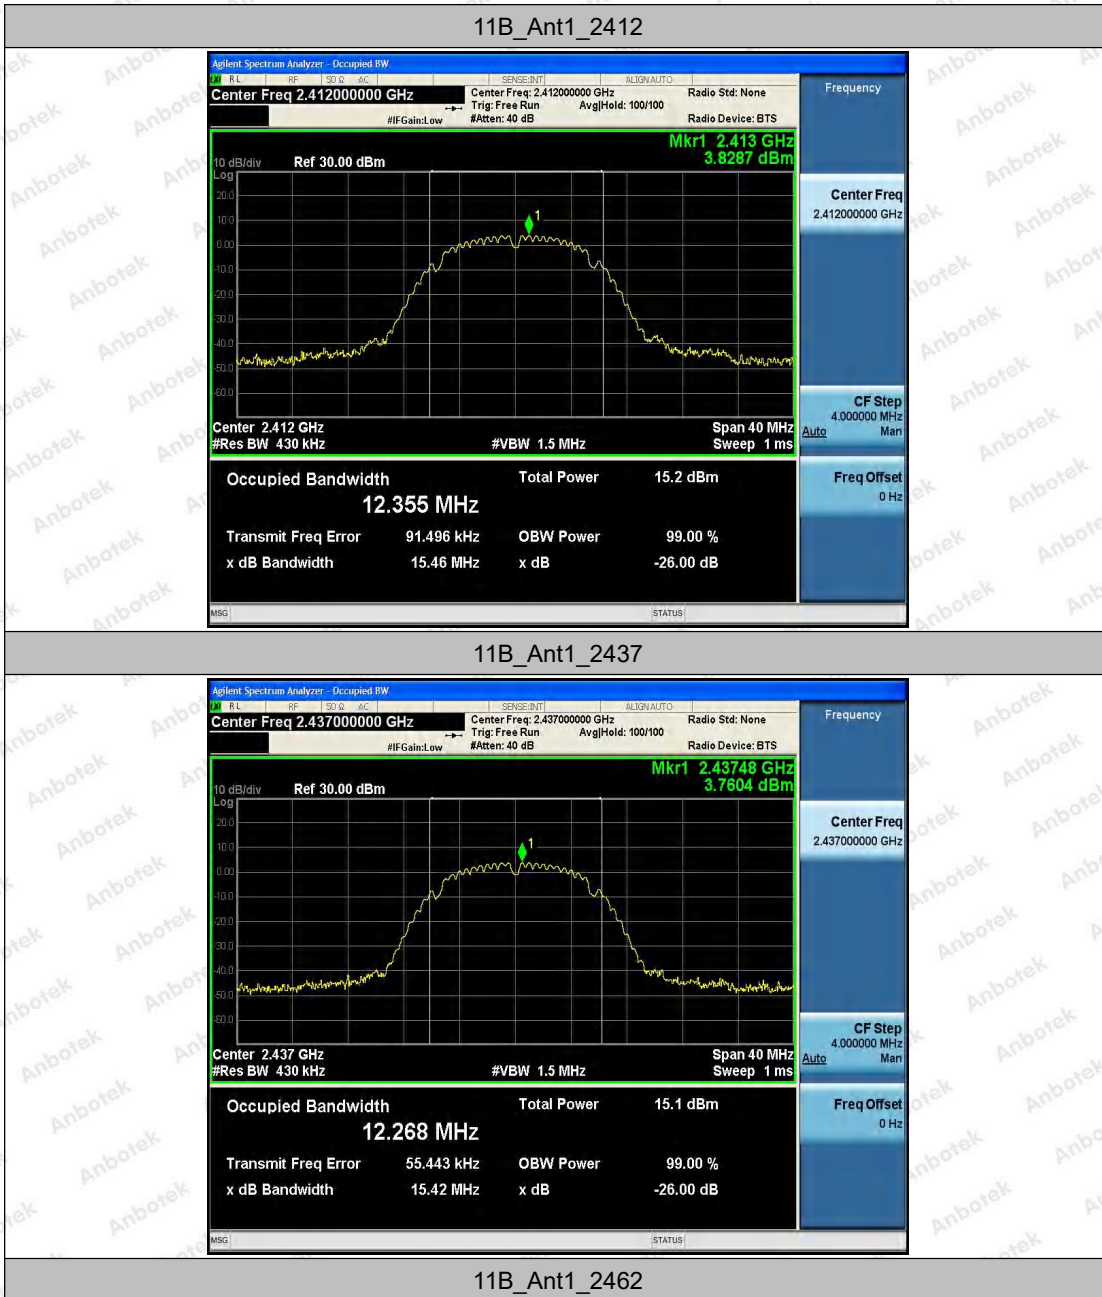 11B_Ant1_2412
Agilent Spectrum Analyzer - Occupied BW
RL RF 50 Ω AC SENSE:INT ALIGN AUTO
Center Freq 2.412000000 GHz
Center Freq: 2.412000000 GHz
Radio Std: None
Trig: Free Run Avg|Hold: 100/100
#IFGain:Low #Atten: 40 dB Radio Device: BTS
Mkr1 2.413 GHz
3.8287 dBm
10 dB/div Ref 30.00 dBm
Log
20.0
10.0
0.00
-10.0
-20.0
-30.0
-40.0
-50.0
-60.0
1
Center 2.412 GHz Span 40 MHz
#Res BW 430 kHz #VBW 1.5 MHz Sweep 1 ms
Occupied Bandwidth Total Power 15.2 dBm
12.355 MHz
Transmit Freq Error 91.496 kHz OBW Power 99.00 %
x dB Bandwidth 15.46 MHz x dB -26.00 dB
MSG STATUS
Frequency
Center Freq
2.412000000 GHz
CF Step
4.000000 MHz
Auto Man
Freq Offset
0 Hz
11B_Ant1_2437
Agilent Spectrum Analyzer - Occupied BW
RL RF 50 Ω AC SENSE:INT ALIGN AUTO
Center Freq 2.437000000 GHz
Center Freq: 2.437000000 GHz
Radio Std: None
Trig: Free Run Avg|Hold: 100/100
#IFGain:Low #Atten: 40 dB Radio Device: BTS
Mkr1 2.43748 GHz
3.7604 dBm
10 dB/div Ref 30.00 dBm
Log
20.0
10.0
0.00
-10.0
-20.0
-30.0
-40.0
-50.0
-60.0
1
Center 2.437 GHz Span 40 MHz
#Res BW 430 kHz #VBW 1.5 MHz Sweep 1 ms
Occupied Bandwidth Total Power 15.1 dBm
12.268 MHz
Transmit Freq Error 55.443 kHz OBW Power 99.00 %
x dB Bandwidth 15.42 MHz x dB -26.00 dB
MSG STATUS
Frequency
Center Freq
2.437000000 GHz
CF Step
4.000000 MHz
Auto Man
Freq Offset
0 Hz
11B_Ant1_2462
Anbotek